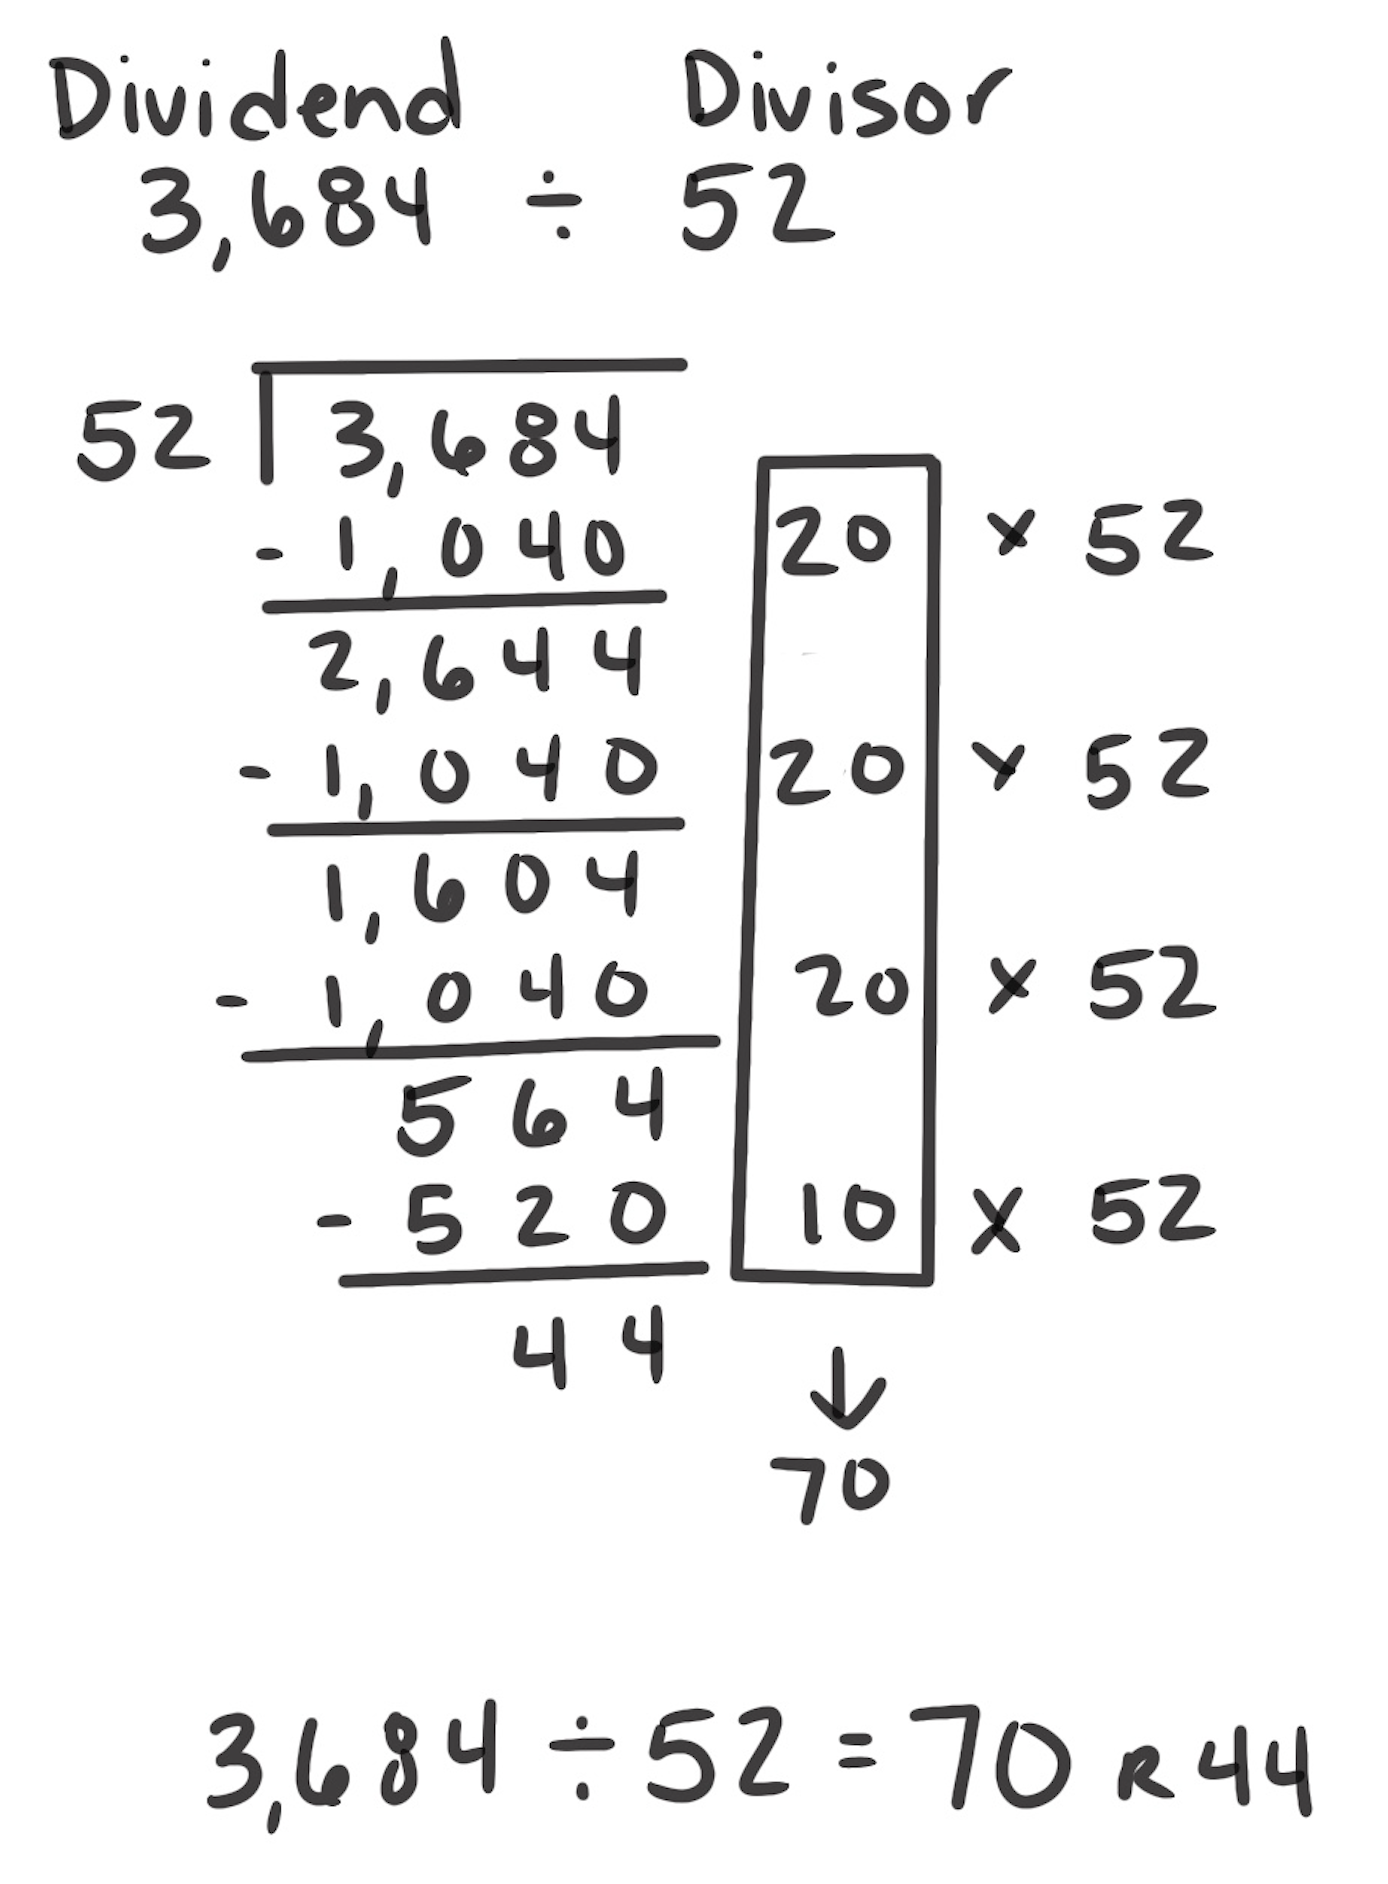 Dividend Divisor
3,684 ÷ 52
52 3,684
- 1,040 20 x 52
2,644
- 1,040 20 x 52
1,604
- 1,040 20 x 52
564
- 520 10 x 52
44
↓
70
3,684 ÷ 52 = 70 R 44